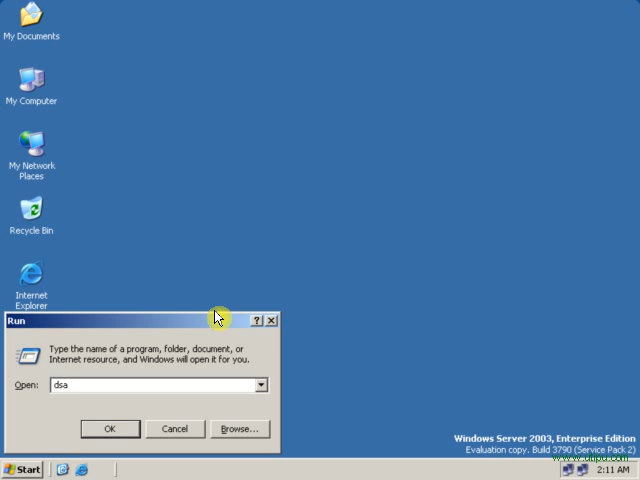 My Documents
My Computer
My Network
Places
Recycle Bin
Internet
Explorer
Run
Type the name of a program, folder, document, or
Internet resource, and Windows will open it for you.
Open: dsa
OK Cancel Browse...
Windows Server 2003, Enterprise Edition
Evaluation copy. Build 3790 (Service Pack 2)
Start 2:11 AM